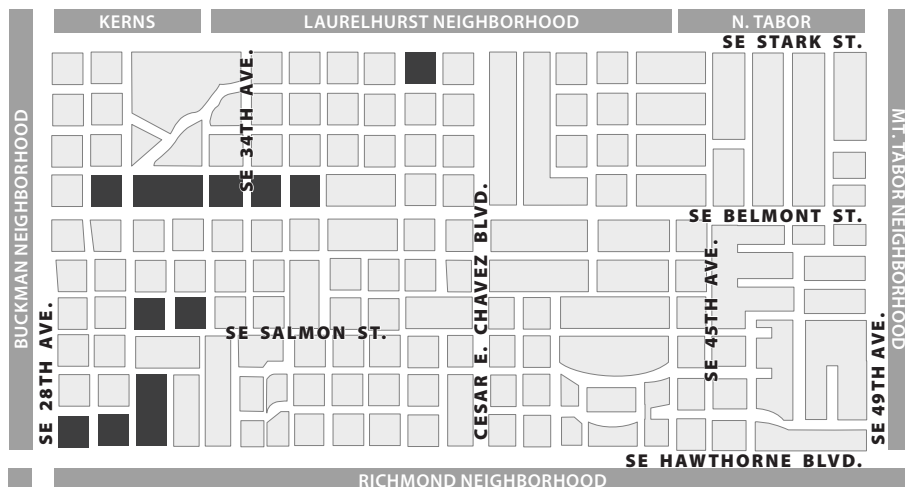 KERNS
LAURELHURST NEIGHBORHOOD
N. TABOR
SE STARK ST.
BUCKMAN NEIGHBORHOOD
SE 34TH AVE.
MT. TABOR NEIGHBORHOOD
CESAR E. CHAVEZ BLVD.
SE BELMONT ST.
SE 45TH AVE.
SE 28TH AVE.
SE SALMON ST.
SE 49TH AVE.
SE HAWTHORNE BLVD.
RICHMOND NEIGHBORHOOD